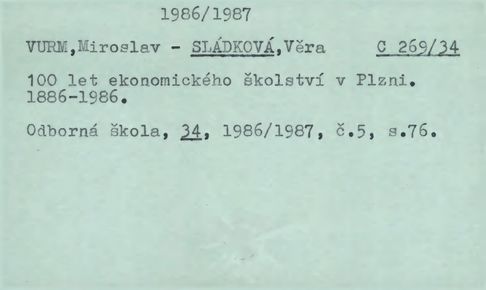 1986/1987
VURM,Miroslav - SLÁDKOVÁ,Věra C 269/34
100 let ekonomického školství v Plzni.
1886-1986.
Odborná škola, 34, 1986/1987, č.5, s.76.